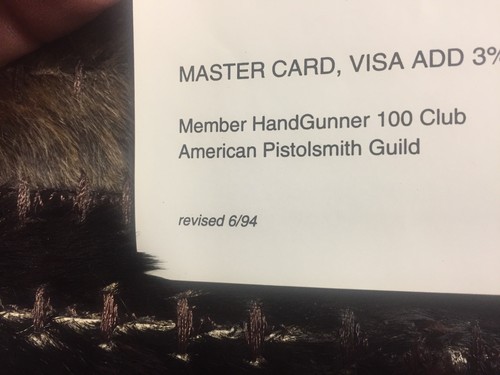 MASTER CARD, VISA ADD 3%
Member HandGunner 100 Club
American Pistolsmith Guild
revised 6/94